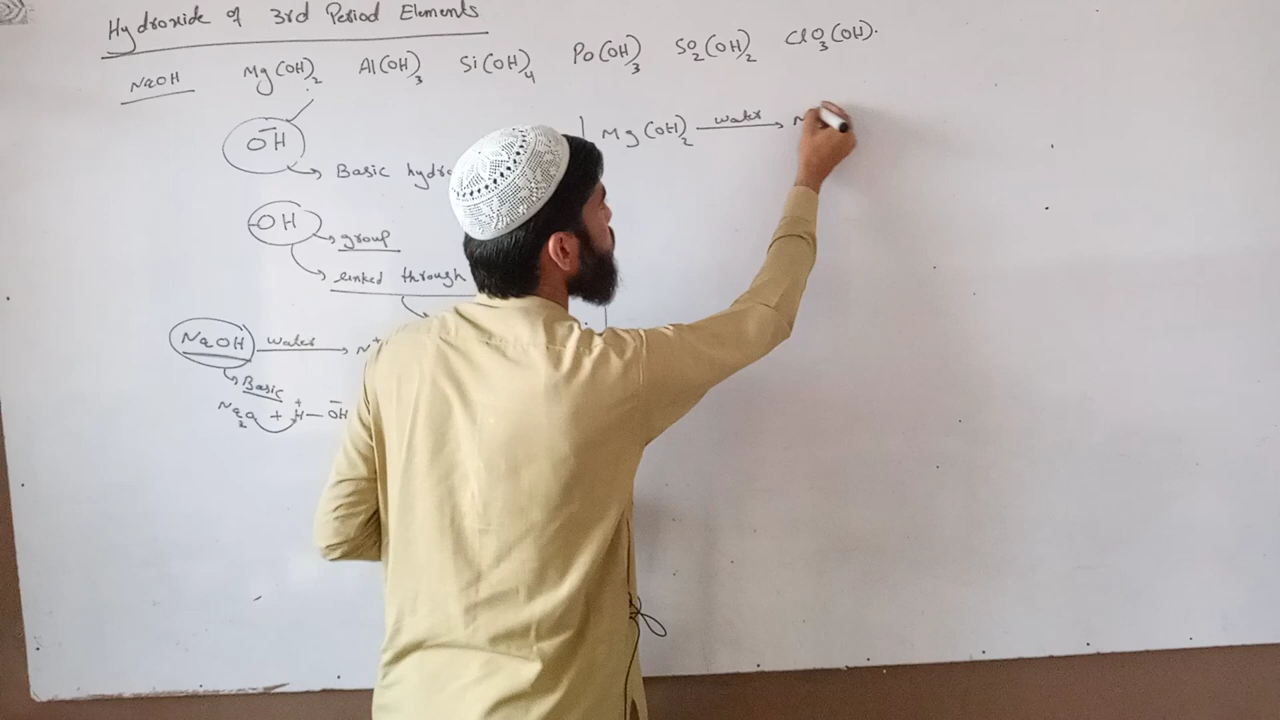 Hydroxide of 3rd Period Elements
NaOH Mg(OH)₂ Al(OH)₃ Si(OH)₄ Po(OH)₃ SO₂(OH)₂ ClO₃(OH).
OH⁻
Basic hydro
-OH
group
linked through
NaOH water → N⁺
Basic
Na₂O + H⁺—OH⁻
Mg(OH)₂ water →